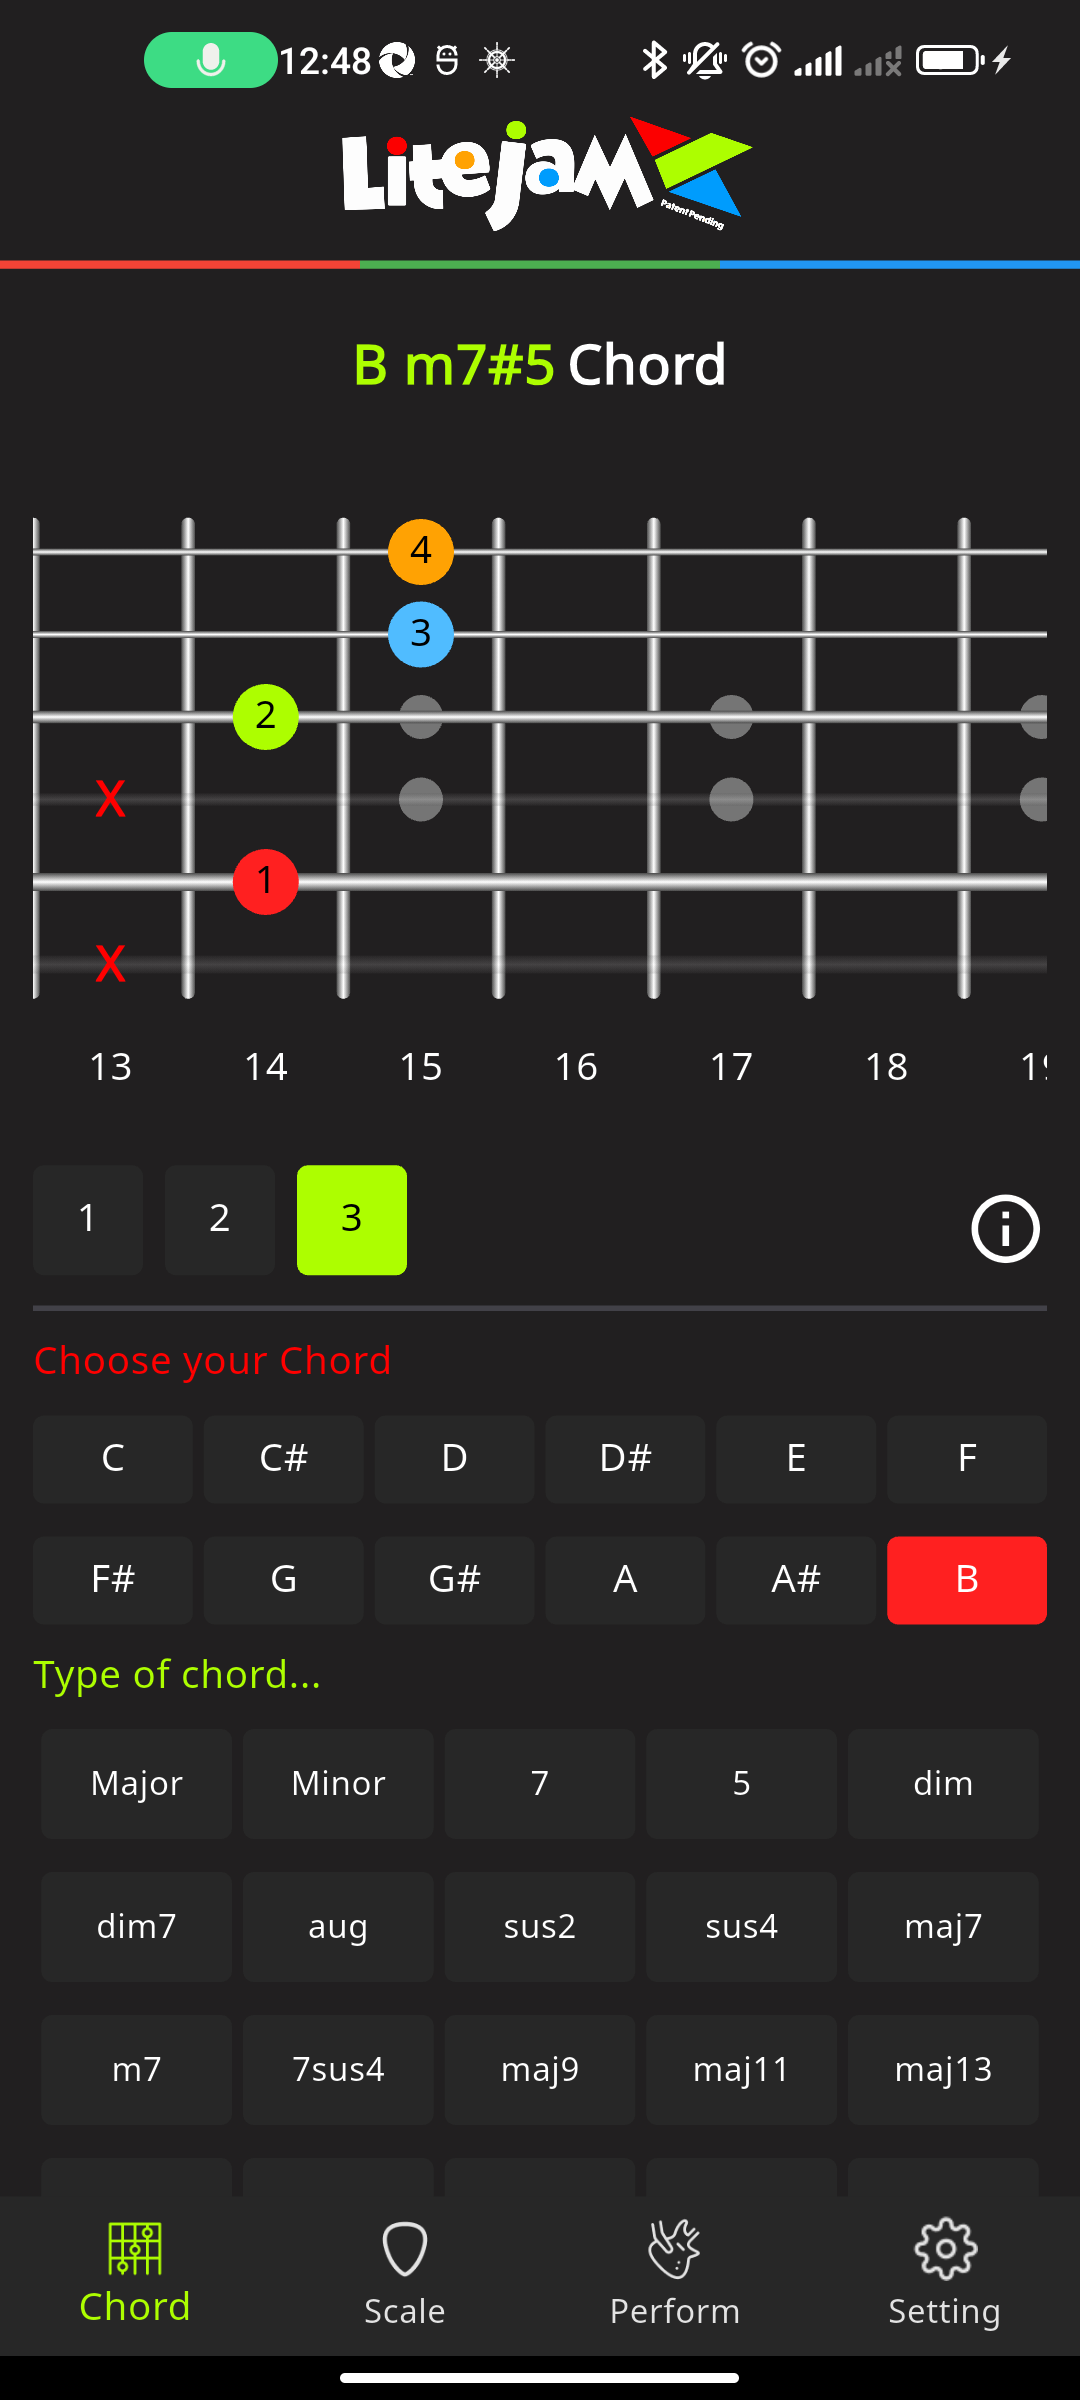 12:48
LitejaM
Patent Pending
B m7#5 Chord
4
3
2
X
1
X
13 14 15 16 17 18
1 2 3
Choose your Chord
C C# D D# E F
F# G G# A A# B
Type of chord...
Major Minor 7 5 dim
dim7 aug sus2 sus4 maj7
m7 7sus4 maj9 maj11 maj13
Chord Scale Perform Setting